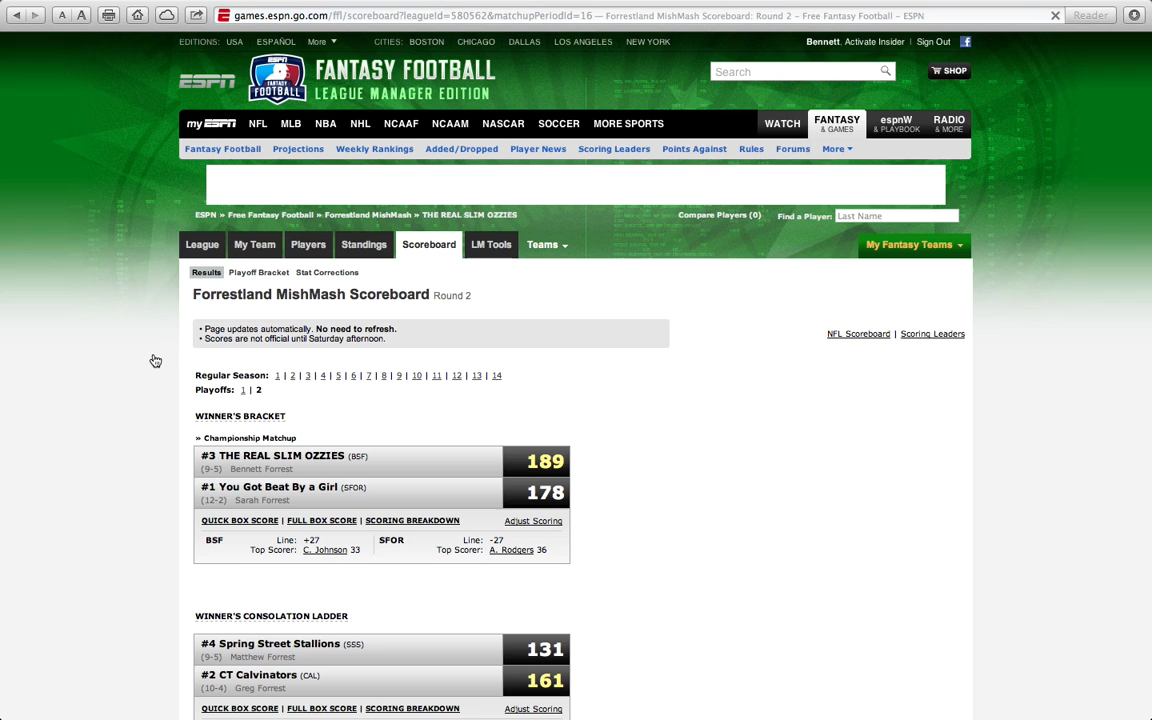 games.espn.go.com/ffl/scoreboard?leagueId=580562&matchupPeriodId=16 — Forrestland MishMash Scoreboard: Round 2 – Free Fantasy Football – ESPN
Reader
EDITIONS: USA ESPAÑOL More CITIES: BOSTON CHICAGO DALLAS LOS ANGELES NEW YORK Bennett, Activate Insider | Sign Out
ESPN FANTASY FOOTBALL
LEAGUE MANAGER EDITION
Search
SHOP
my ESPN NFL MLB NBA NHL NCAAF NCAAM NASCAR SOCCER MORE SPORTS WATCH FANTASY & GAMES espnW & PLAYBOOK RADIO & MORE
Fantasy Football Projections Weekly Rankings Added/Dropped Player News Scoring Leaders Points Against Rules Forums More
ESPN » Free Fantasy Football » Forrestland MishMash » THE REAL SLIM OZZIES Compare Players (0) Find a Player: Last Name
League My Team Players Standings Scoreboard LM Tools Teams My Fantasy Teams
Results Playoff Bracket Stat Corrections
Forrestland MishMash Scoreboard Round 2
• Page updates automatically. No need to refresh.
• Scores are not official until Saturday afternoon.
NFL Scoreboard | Scoring Leaders
Regular Season: 1 | 2 | 3 | 4 | 5 | 6 | 7 | 8 | 9 | 10 | 11 | 12 | 13 | 14
Playoffs: 1 | 2
WINNER'S BRACKET
» Championship Matchup
#3 THE REAL SLIM OZZIES (BSF) 189
(9-5) Bennett Forrest
#1 You Got Beat By a Girl (SFOR) 178
(12-2) Sarah Forrest
QUICK BOX SCORE | FULL BOX SCORE | SCORING BREAKDOWN Adjust Scoring
BSF Line: +27 SFOR Line: -27
Top Scorer: C. Johnson 33 Top Scorer: A. Rodgers 36
WINNER'S CONSOLATION LADDER
#4 Spring Street Stallions (SSS) 131
(9-5) Matthew Forrest
#2 CT Calvinators (CAL) 161
(10-4) Greg Forrest
QUICK BOX SCORE | FULL BOX SCORE | SCORING BREAKDOWN Adjust Scoring